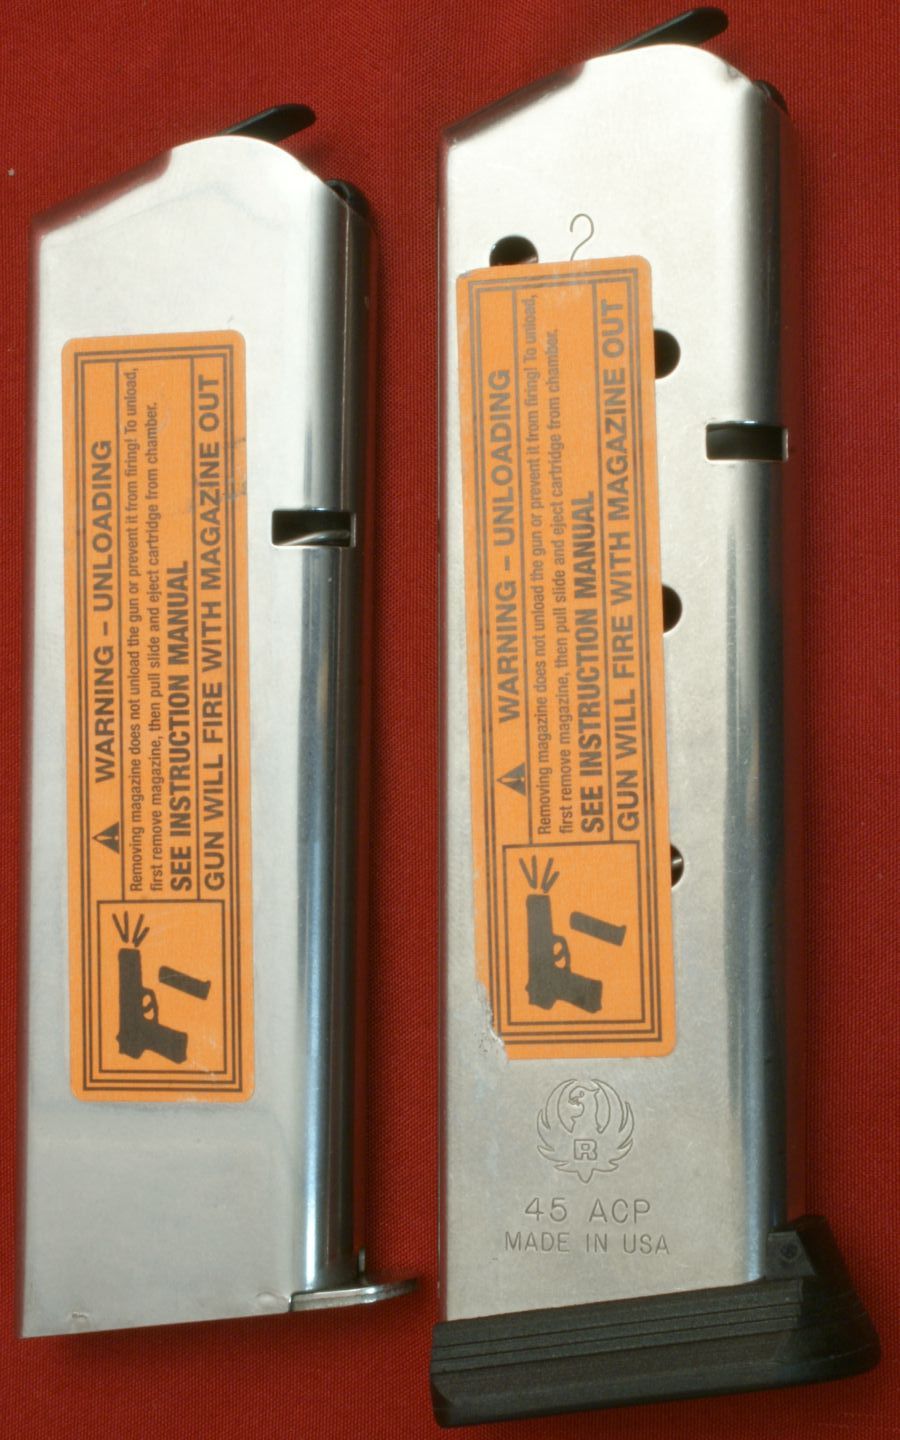 WARNING – UNLOADING
Removing magazine does not unload the gun or prevent it from firing! To unload,
first remove magazine, then pull slide and eject cartridge from chamber.
SEE INSTRUCTION MANUAL
GUN WILL FIRE WITH MAGAZINE OUT
WARNING – UNLOADING
Removing magazine does not unload the gun or prevent it from firing! To unload,
first remove magazine, then pull slide and eject cartridge from chamber.
SEE INSTRUCTION MANUAL
GUN WILL FIRE WITH MAGAZINE OUT
R
45 ACP
MADE IN USA